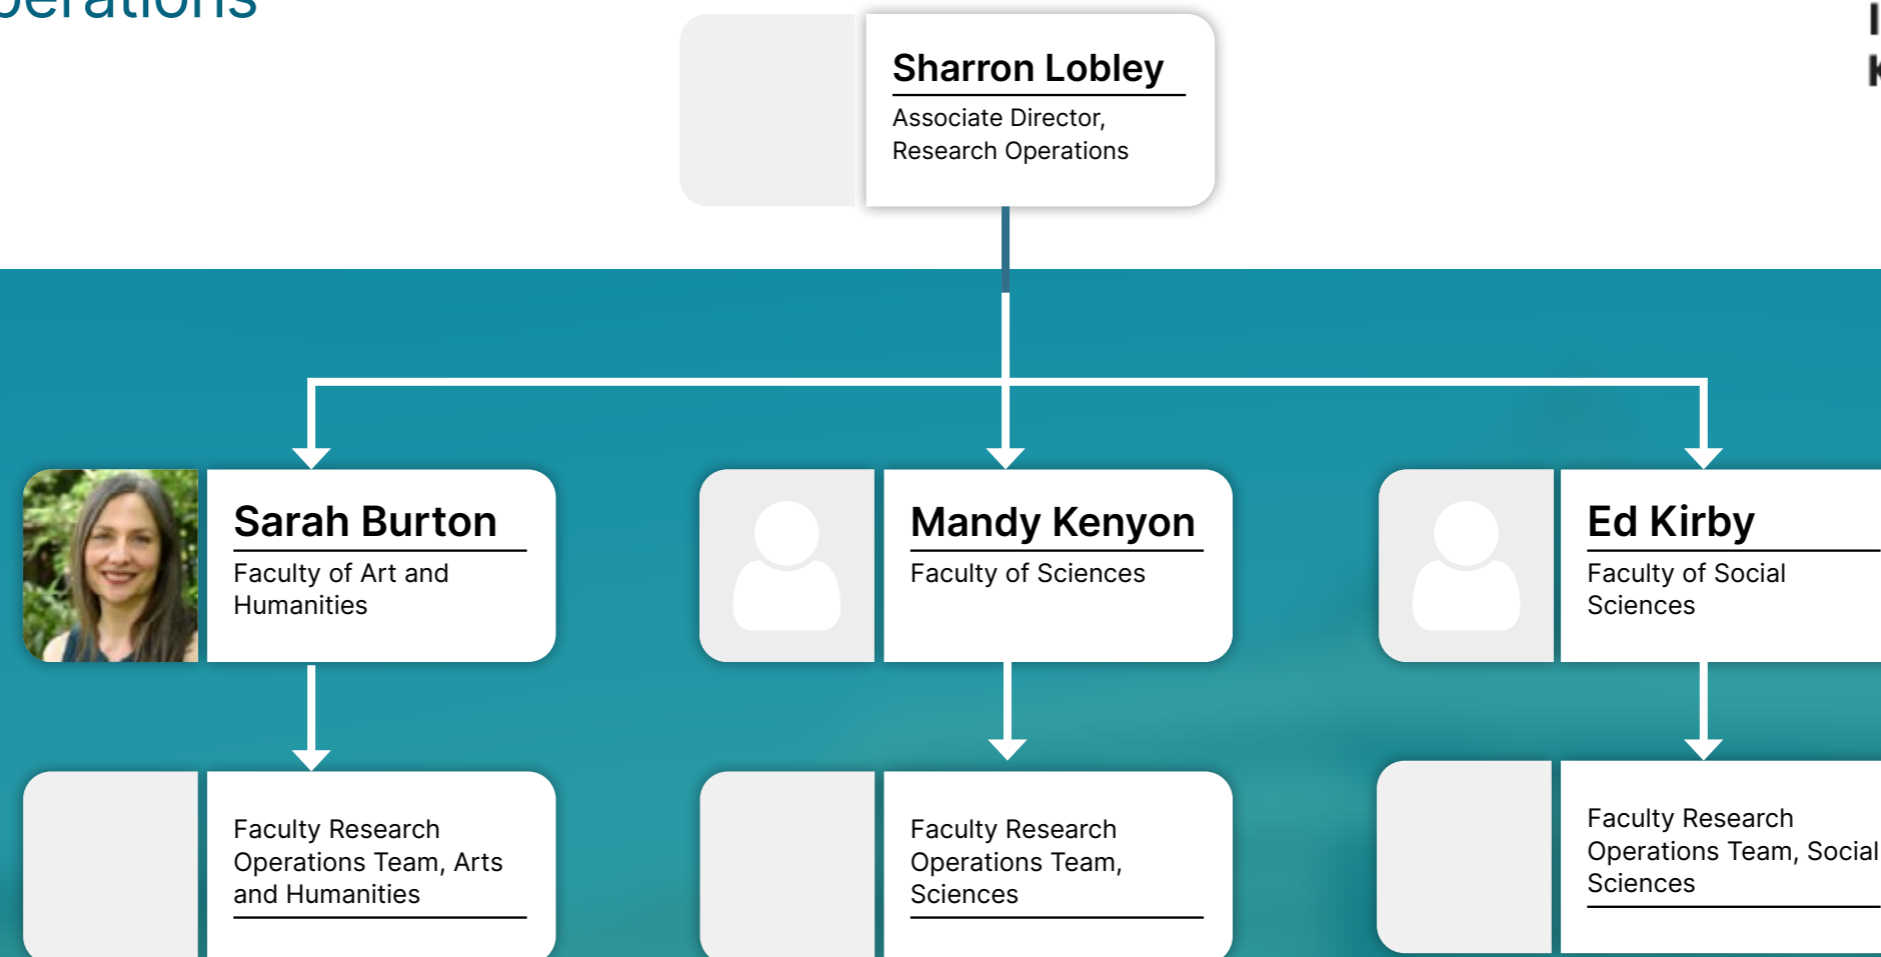 Sharron Lobley
Associate Director,
Research Operations
Sarah Burton
Faculty of Art and
Humanities
Mandy Kenyon
Faculty of Sciences
Ed Kirby
Faculty of Social
Sciences
Faculty Research
Operations Team, Arts
and Humanities
Faculty Research
Operations Team,
Sciences
Faculty Research
Operations Team, Social
Sciences